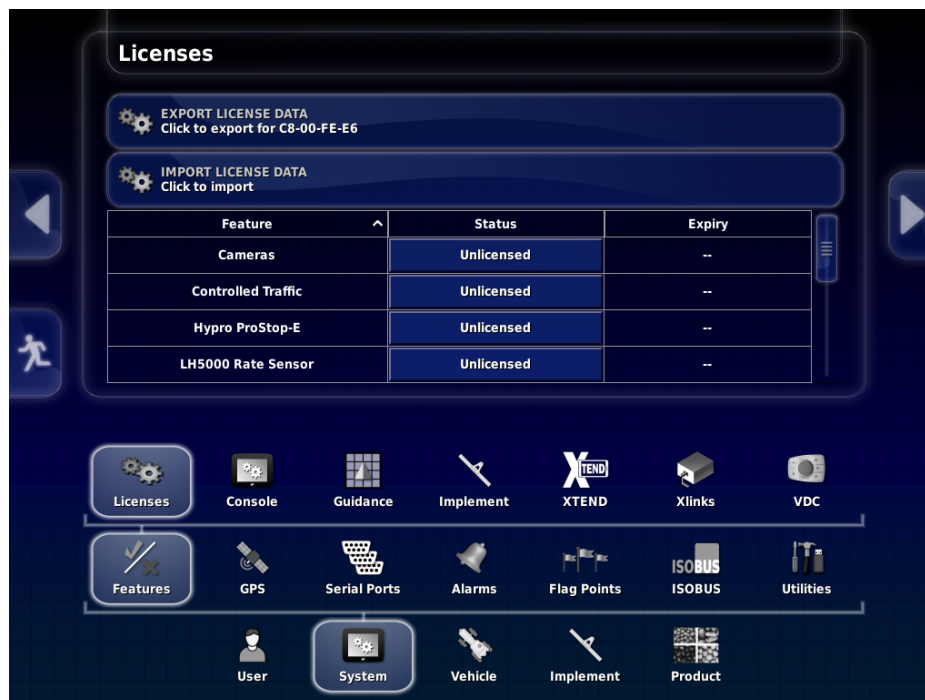 Licenses
EXPORT LICENSE DATA
Click to export for C8-00-FE-E6
IMPORT LICENSE DATA
Click to import
Feature Status Expiry
Cameras Unlicensed --
Controlled Traffic Unlicensed --
Hypro ProStop-E Unlicensed --
LH5000 Rate Sensor Unlicensed --
XTEND
Licenses Console Guidance Implement XTEND Xlinks VDC
ISOBUS
Features GPS Serial Ports Alarms Flag Points ISOBUS Utilities
User System Vehicle Implement Product